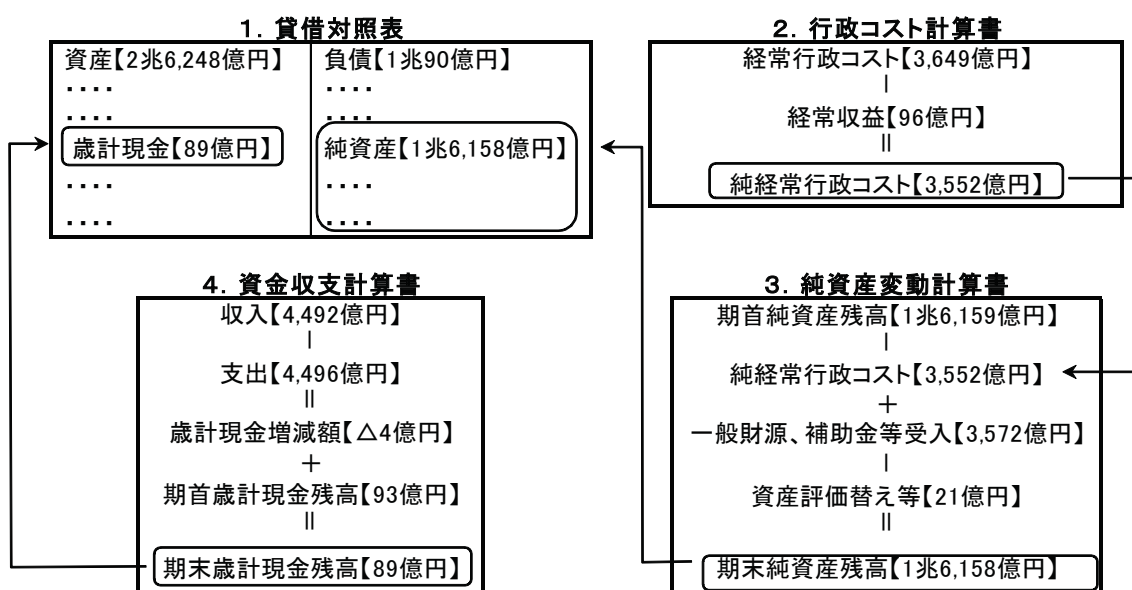 1．貸借対照表
資産【2兆6,248億円】
‥‥
‥‥
歳計現金【89億円】
‥‥
‥‥
負債【1兆90億円】
‥‥
‥‥
純資産【1兆6,158億円】
‥‥
‥‥
2．行政コスト計算書
経常行政コスト【3,649億円】
－
経常収益【96億円】
＝
純経常行政コスト【3,552億円】
4．資金収支計算書
収入【4,492億円】
－
支出【4,496億円】
＝
歳計現金増減額【△4億円】
＋
期首歳計現金残高【93億円】
＝
期末歳計現金残高【89億円】
3．純資産変動計算書
期首純資産残高【1兆6,159億円】
－
純経常行政コスト【3,552億円】
＋
一般財源、補助金等受入【3,572億円】
－
資産評価替え等【21億円】
＝
期末純資産残高【1兆6,158億円】